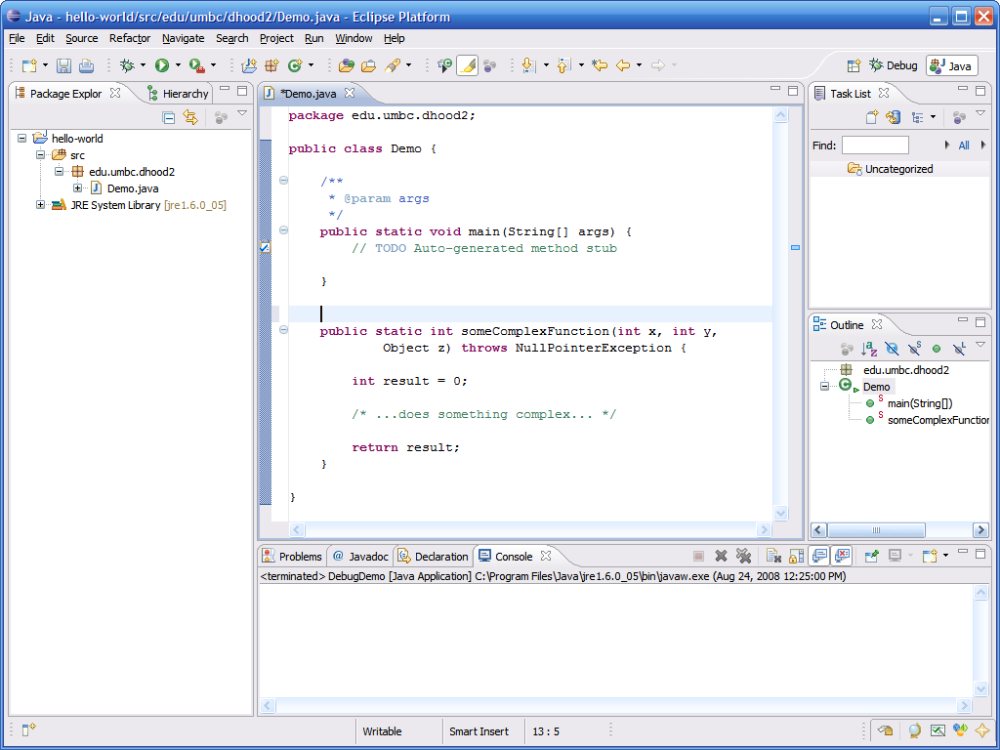 Java - hello-world/src/edu/umbc/dhood2/Demo.java - Eclipse Platform
File Edit Source Refactor Navigate Search Project Run Window Help
Debug Java
Package Explor Hierarchy
hello-world
src
edu.umbc.dhood2
Demo.java
JRE System Library [jre1.6.0_05]
*Demo.java
package edu.umbc.dhood2;
public class Demo {
/**
* @param args
*/
public static void main(String[] args) {
// TODO Auto-generated method stub
}
public static int someComplexFunction(int x, int y,
Object z) throws NullPointerException {
int result = 0;
/* ...does something complex... */
return result;
}
}
Task List
Find: All
Uncategorized
Outline
edu.umbc.dhood2
Demo
main(String[])
someComplexFunction
Problems Javadoc Declaration Console
<terminated> DebugDemo [Java Application] C:\Program Files\Java\jre1.6.0_05\bin\javaw.exe (Aug 24, 2008 12:25:00 PM)
Writable Smart Insert 13 : 5